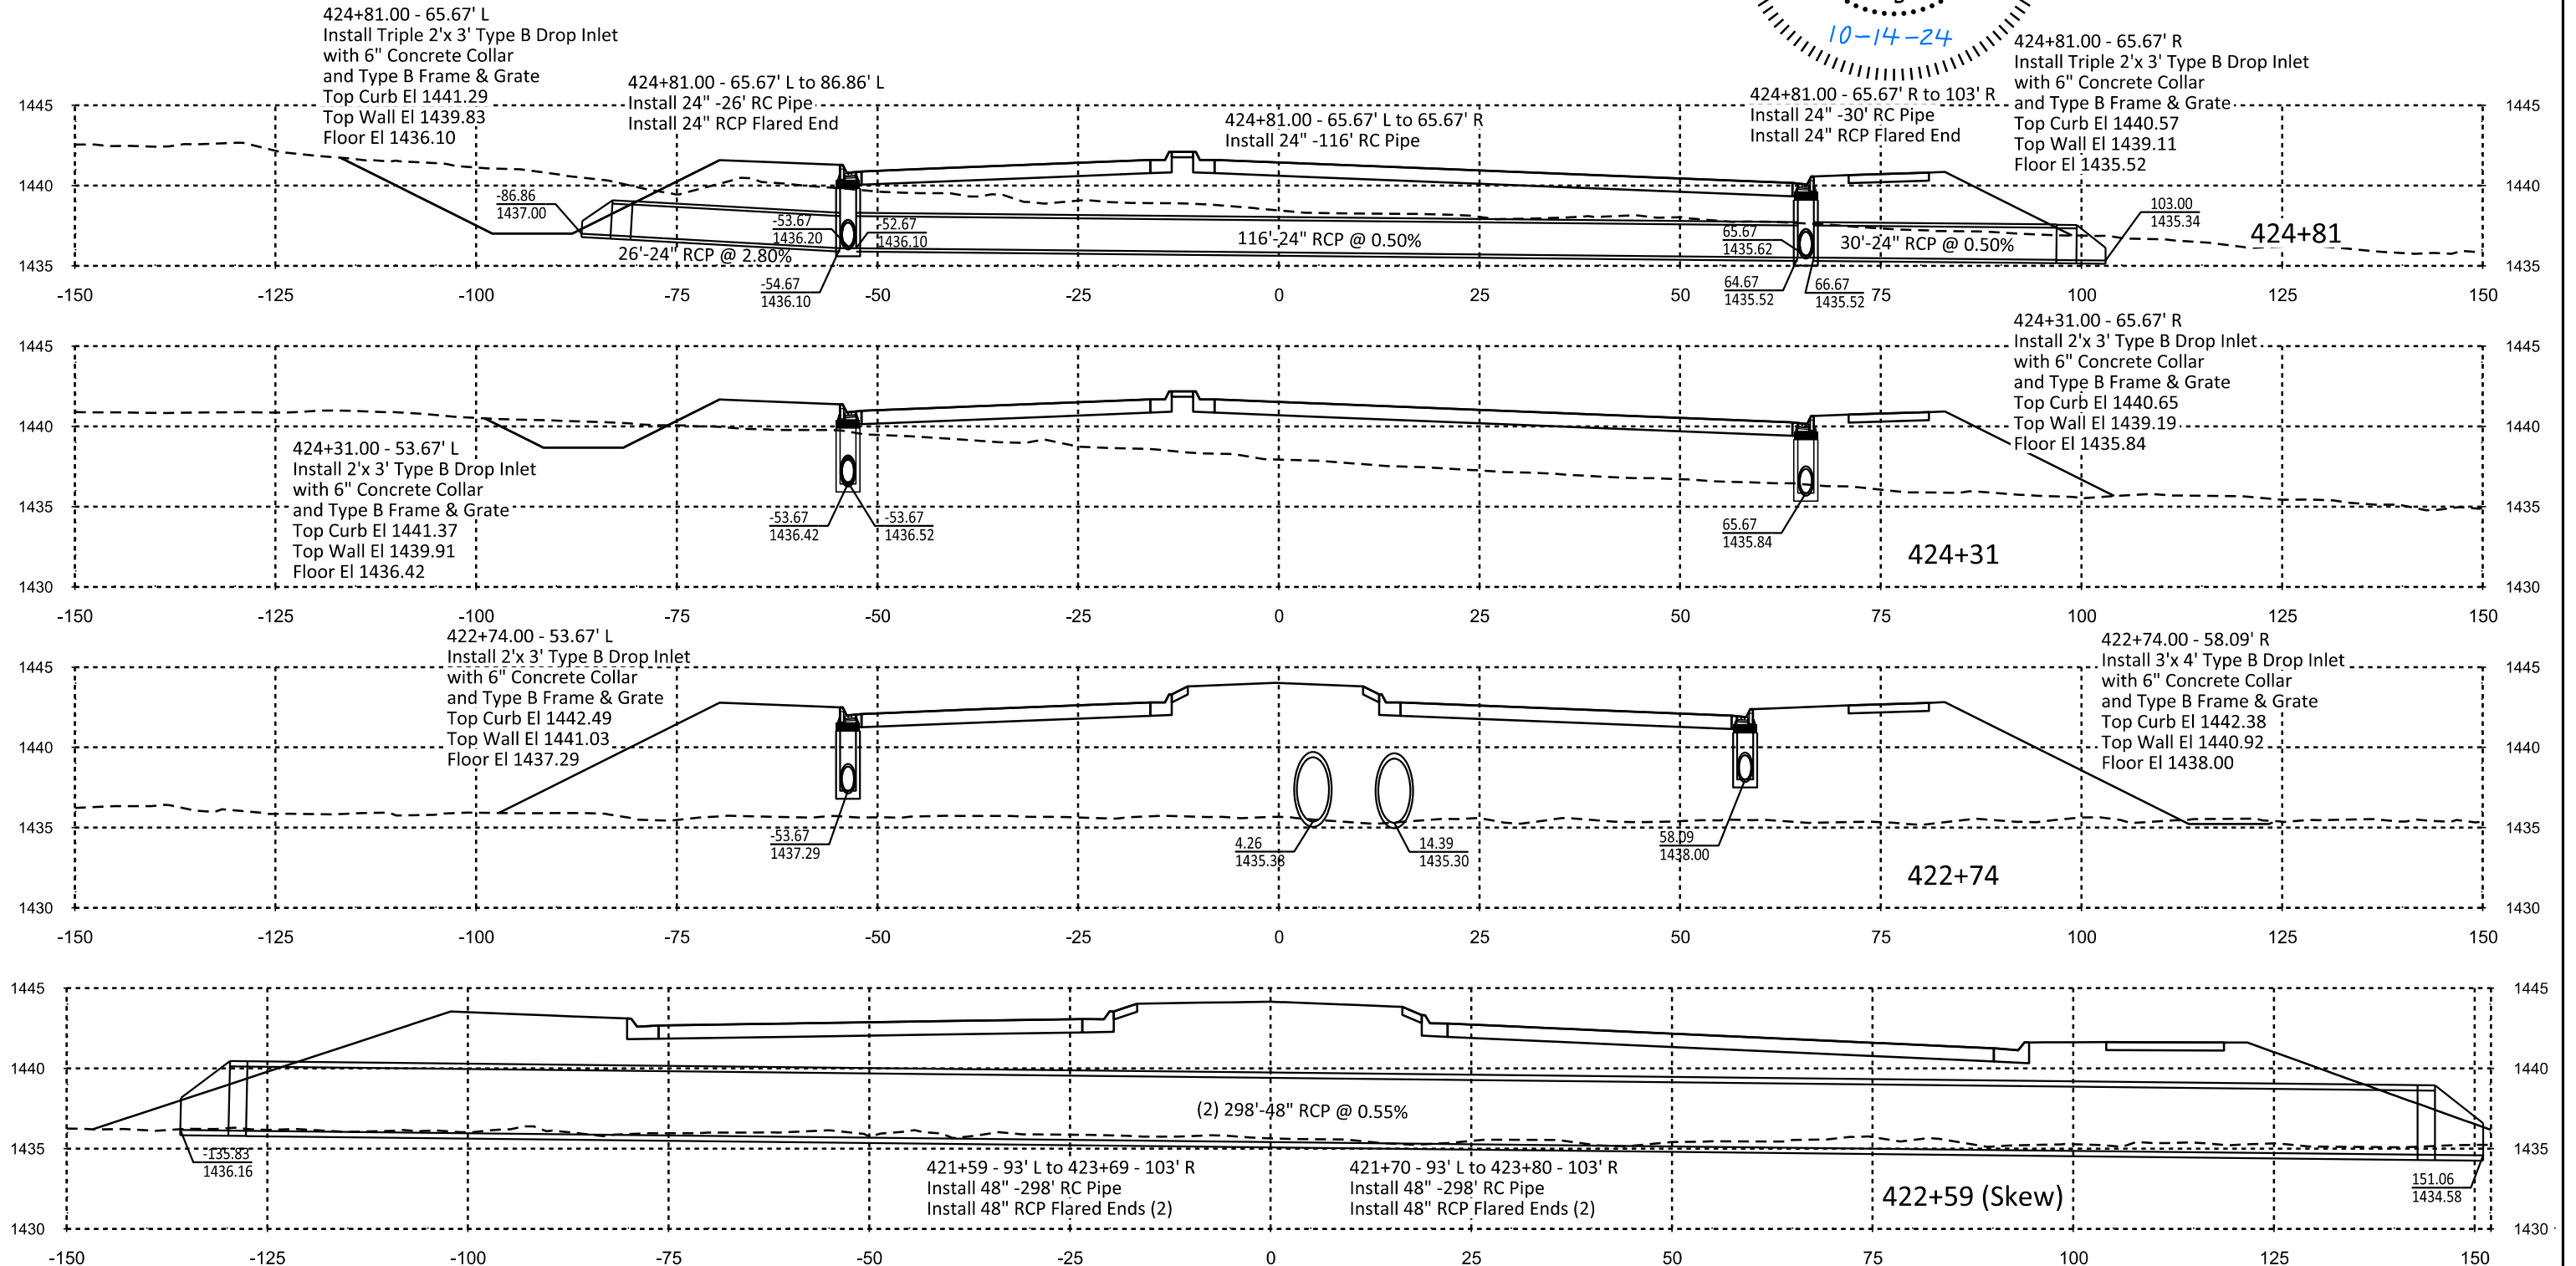 10-14-24
424+81.00 - 65.67' L
Install Triple 2'x 3' Type B Drop Inlet
with 6" Concrete Collar
and Type B Frame & Grate
Top Curb El 1441.29
Top Wall El 1439.83
Floor El 1436.10
424+81.00 - 65.67' L to 86.86' L
Install 24" -26' RC Pipe
Install 24" RCP Flared End
424+81.00 - 65.67' L to 65.67' R
Install 24" -116' RC Pipe
424+81.00 - 65.67' R to 103' R
Install 24" -30' RC Pipe
Install 24" RCP Flared End
424+81.00 - 65.67' R
Install Triple 2'x 3' Type B Drop Inlet
with 6" Concrete Collar
and Type B Frame & Grate
Top Curb El 1440.57
Top Wall El 1439.11
Floor El 1435.52
1445 1445
1440 1440
1435 1435
-86.86
1437.00
-53.67
1436.20
-52.67
1436.10
-54.67
1436.10
26'-24" RCP @ 2.80%
116'-24" RCP @ 0.50%
65.67
1435.62
30'-24" RCP @ 0.50%
64.67
1435.52
66.67
1435.52
103.00
1435.34
424+81
-150 -125 -100 -75 -50 -25 0 25 50 75 100 125 150
424+31.00 - 65.67' R
Install 2'x 3' Type B Drop Inlet
with 6" Concrete Collar
and Type B Frame & Grate
Top Curb El 1440.65
Top Wall El 1439.19
Floor El 1435.84
1445 1445
1440 1440
1435 1435
1430 1430
424+31.00 - 53.67' L
Install 2'x 3' Type B Drop Inlet
with 6" Concrete Collar
and Type B Frame & Grate
Top Curb El 1441.37
Top Wall El 1439.91
Floor El 1436.42
-53.67
1436.42
-53.67
1436.52
65.67
1435.84
424+31
-150 -125 -100 -75 -50 -25 0 25 50 75 100 125 150
422+74.00 - 53.67' L
Install 2'x 3' Type B Drop Inlet
with 6" Concrete Collar
and Type B Frame & Grate
Top Curb El 1442.49
Top Wall El 1441.03
Floor El 1437.29
422+74.00 - 58.09' R
Install 3'x 4' Type B Drop Inlet
with 6" Concrete Collar
and Type B Frame & Grate
Top Curb El 1442.38
Top Wall El 1440.92
Floor El 1438.00
1445 1445
1440 1440
1435 1435
1430 1430
-53.67
1437.29
4.26
1435.38
14.39
1435.30
58.09
1438.00
422+74
-150 -125 -100 -75 -50 -25 0 25 50 75 100 125 150
1445 1445
1440 1440
1435 1435
1430 1430
(2) 298'-48" RCP @ 0.55%
-135.83
1436.16
421+59 - 93' L to 423+69 - 103' R
Install 48" -298' RC Pipe
Install 48" RCP Flared Ends (2)
421+70 - 93' L to 423+80 - 103' R
Install 48" -298' RC Pipe
Install 48" RCP Flared Ends (2)
422+59 (Skew)
151.06
1434.58
-150 -125 -100 -75 -50 -25 0 25 50 75 100 125 150